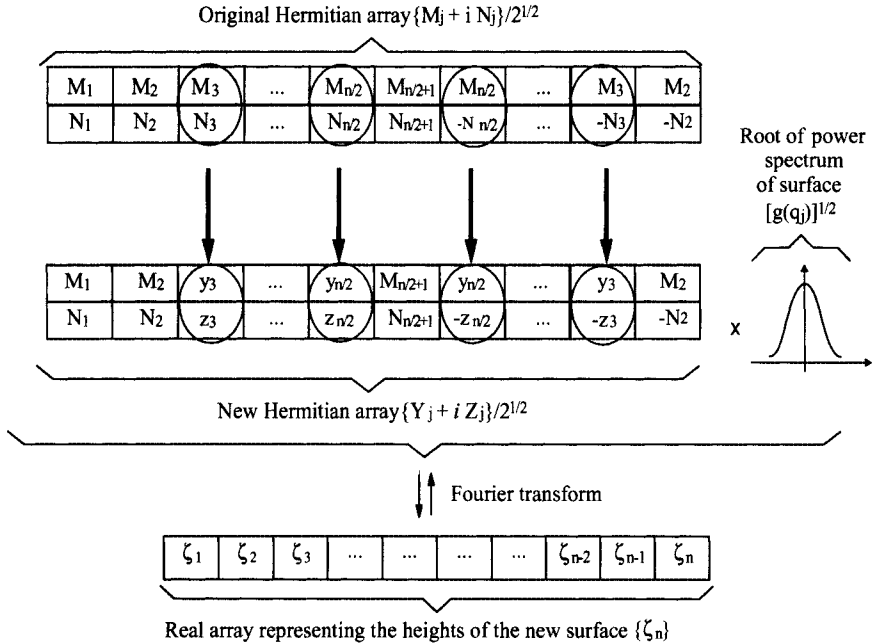 Original Hermitian array{Mj + i Nj}/2^1/2
M1 M2 M3 ... Mn/2 Mn/2+1 Mn/2 ... M3 M2
N1 N2 N3 ... Nn/2 Nn/2+1 -N n/2 ... -N3 -N2
Root of power
spectrum
of surface
[g(qj)]^1/2
M1 M2 y3 ... yn/2 Mn/2+1 yn/2 ... y3 M2
N1 N2 z3 ... zn/2 Nn/2+1 -zn/2 ... -z3 -N2
x
New Hermitian array{Yj + i Zj}/2^1/2
Fourier transform
ζ1 ζ2 ζ3 ... ... ... ... ζn-2 ζn-1 ζn
Real array representing the heights of the new surface {ζn}